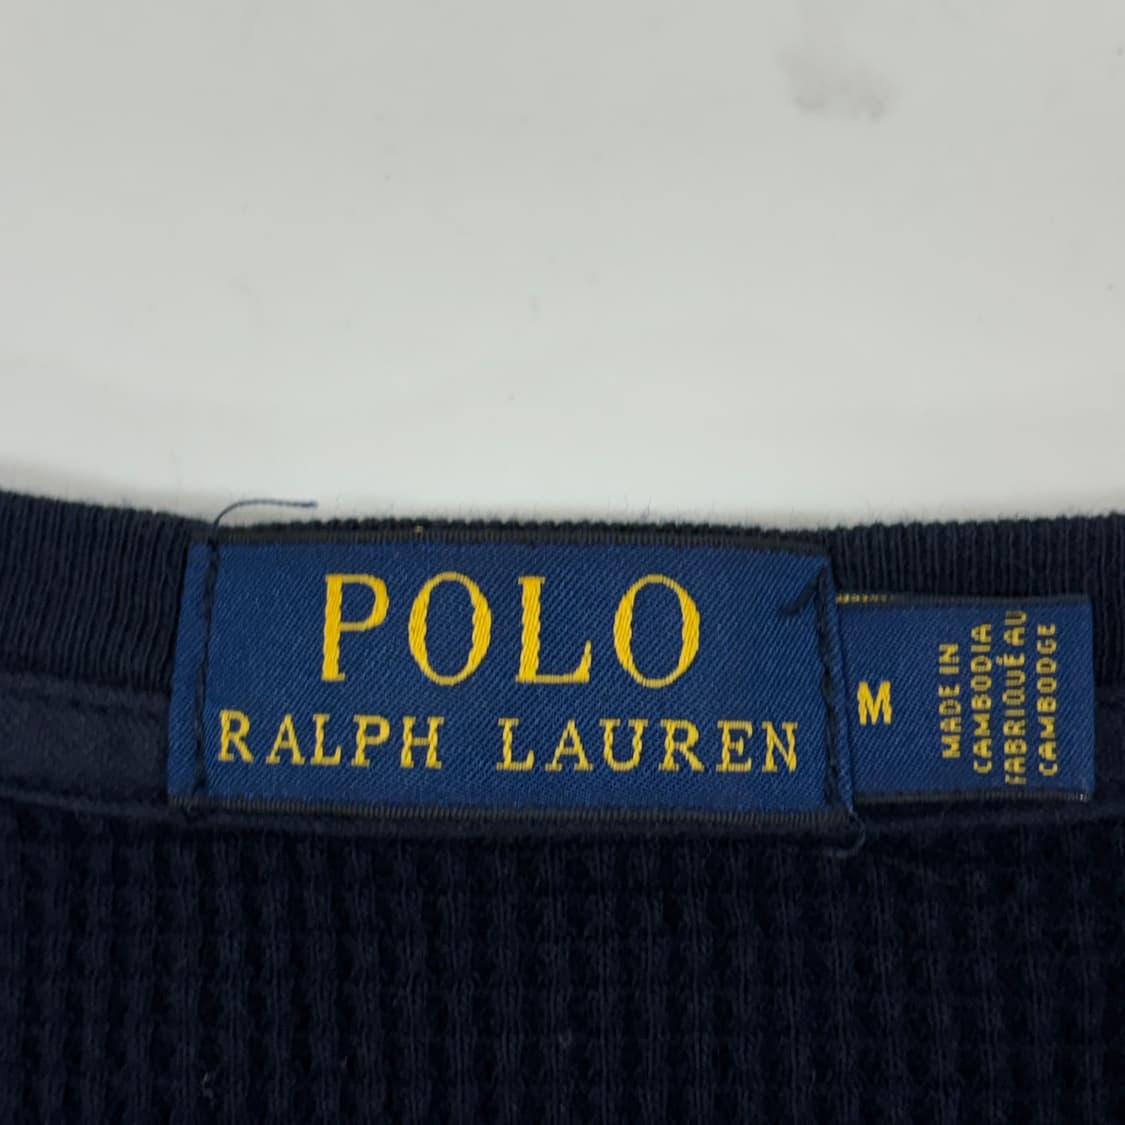 POLO
RALPH LAUREN
M
MADE IN
CAMBODIA
FABRIQUÉ AU
CAMBODGE